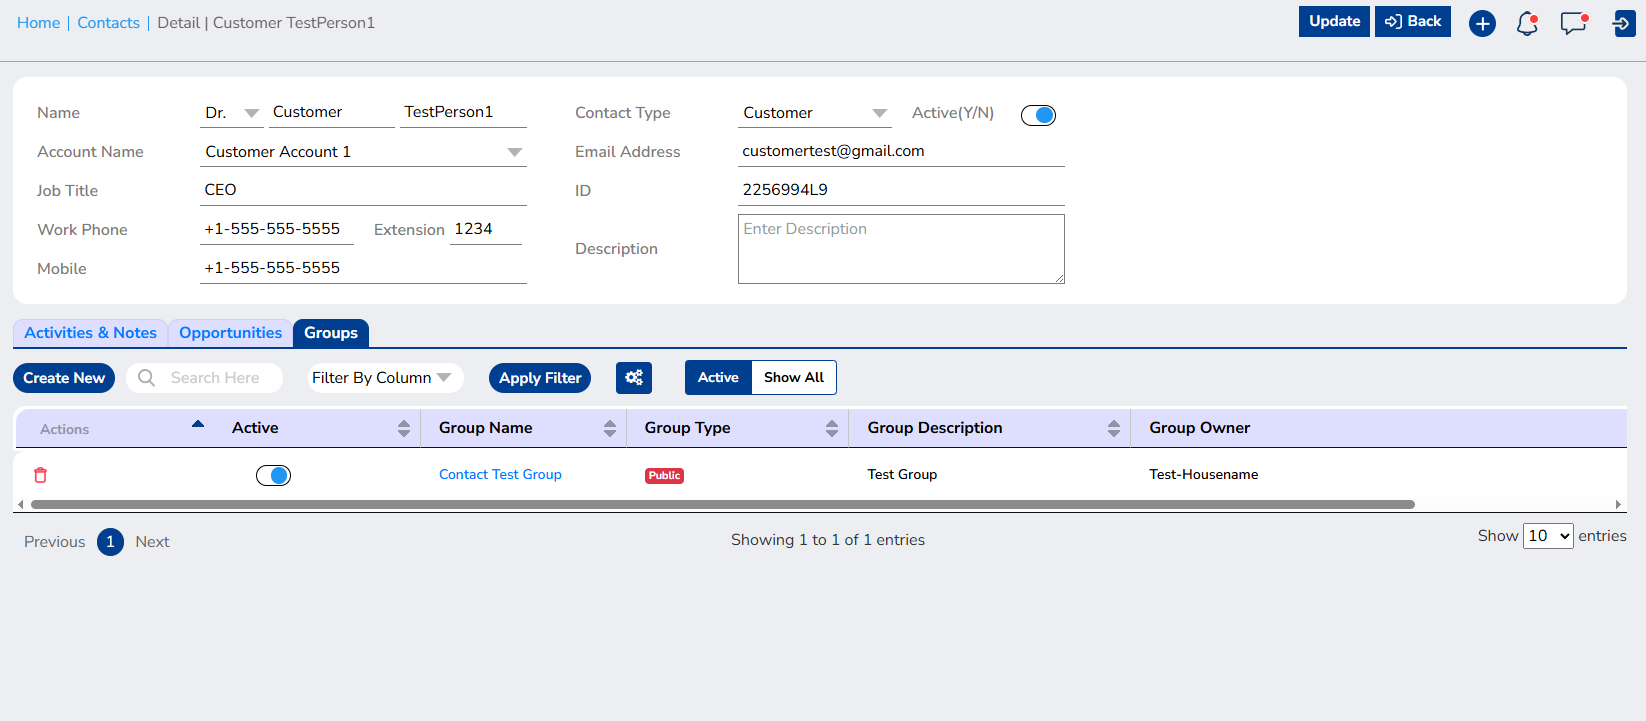 Home | Contacts | Detail | Customer TestPerson1
Update Back
Name Dr. Customer TestPerson1 Contact Type Customer Active(Y/N)
Account Name Customer Account 1 Email Address customertest@gmail.com
Job Title CEO ID 2256994L9
Work Phone +1-555-555-5555 Extension 1234 Description Enter Description
Mobile +1-555-555-5555
Activities & Notes Opportunities Groups
Create New Search Here Filter By Column Apply Filter Active Show All
Actions Active Group Name Group Type Group Description Group Owner
Contact Test Group Public Test Group Test-Housename
Previous 1 Next Showing 1 to 1 of 1 entries Show 10 entries